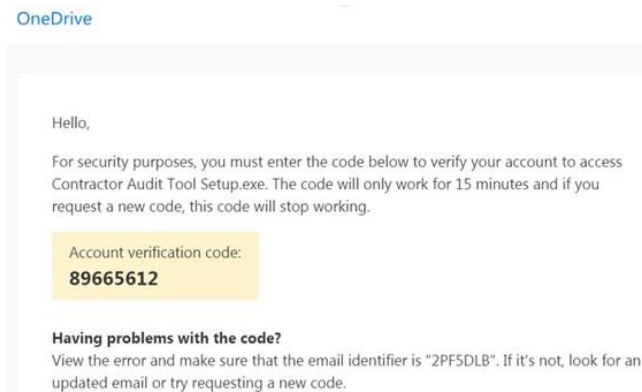 OneDrive
Hello,
For security purposes, you must enter the code below to verify your account to access
Contractor Audit Tool Setup.exe. The code will only work for 15 minutes and if you
request a new code, this code will stop working.
Account verification code:
89665612
Having problems with the code?
View the error and make sure that the email identifier is "2PF5DLB". If it's not, look for an
updated email or try requesting a new code.